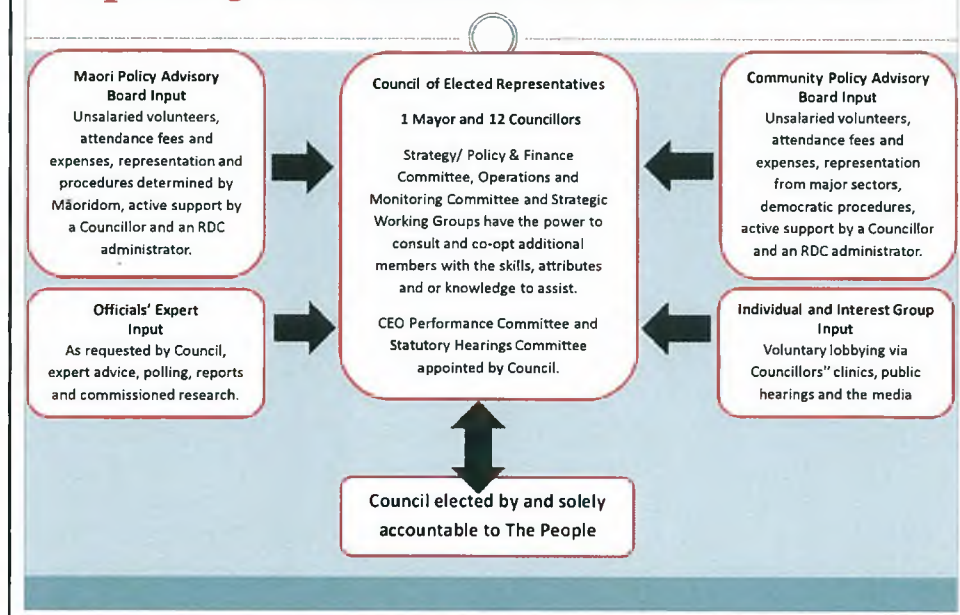 Maori Policy Advisory
Board Input
Unsalaried volunteers,
attendance fees and
expenses, representation and
procedures determined by
Māoridom, active support by
a Councillor and an RDC
administrator.
Officials' Expert
Input
As requested by Council,
expert advice, polling, reports
and commissioned research.
Council of Elected Representatives
1 Mayor and 12 Councillors
Strategy/ Policy & Finance
Committee, Operations and
Monitoring Committee and Strategic
Working Groups have the power to
consult and co-opt additional
members with the skills, attributes
and or knowledge to assist.
CEO Performance Committee and
Statutory Hearings Committee
appointed by Council.
Community Policy Advisory
Board Input
Unsalaried volunteers,
attendance fees and
expenses, representation
from major sectors,
democratic procedures,
active support by a Councillor
and an RDC administrator.
Individual and Interest Group
Input
Voluntary lobbying via
Councillors" clinics, public
hearings and the media
Council elected by and solely
accountable to The People